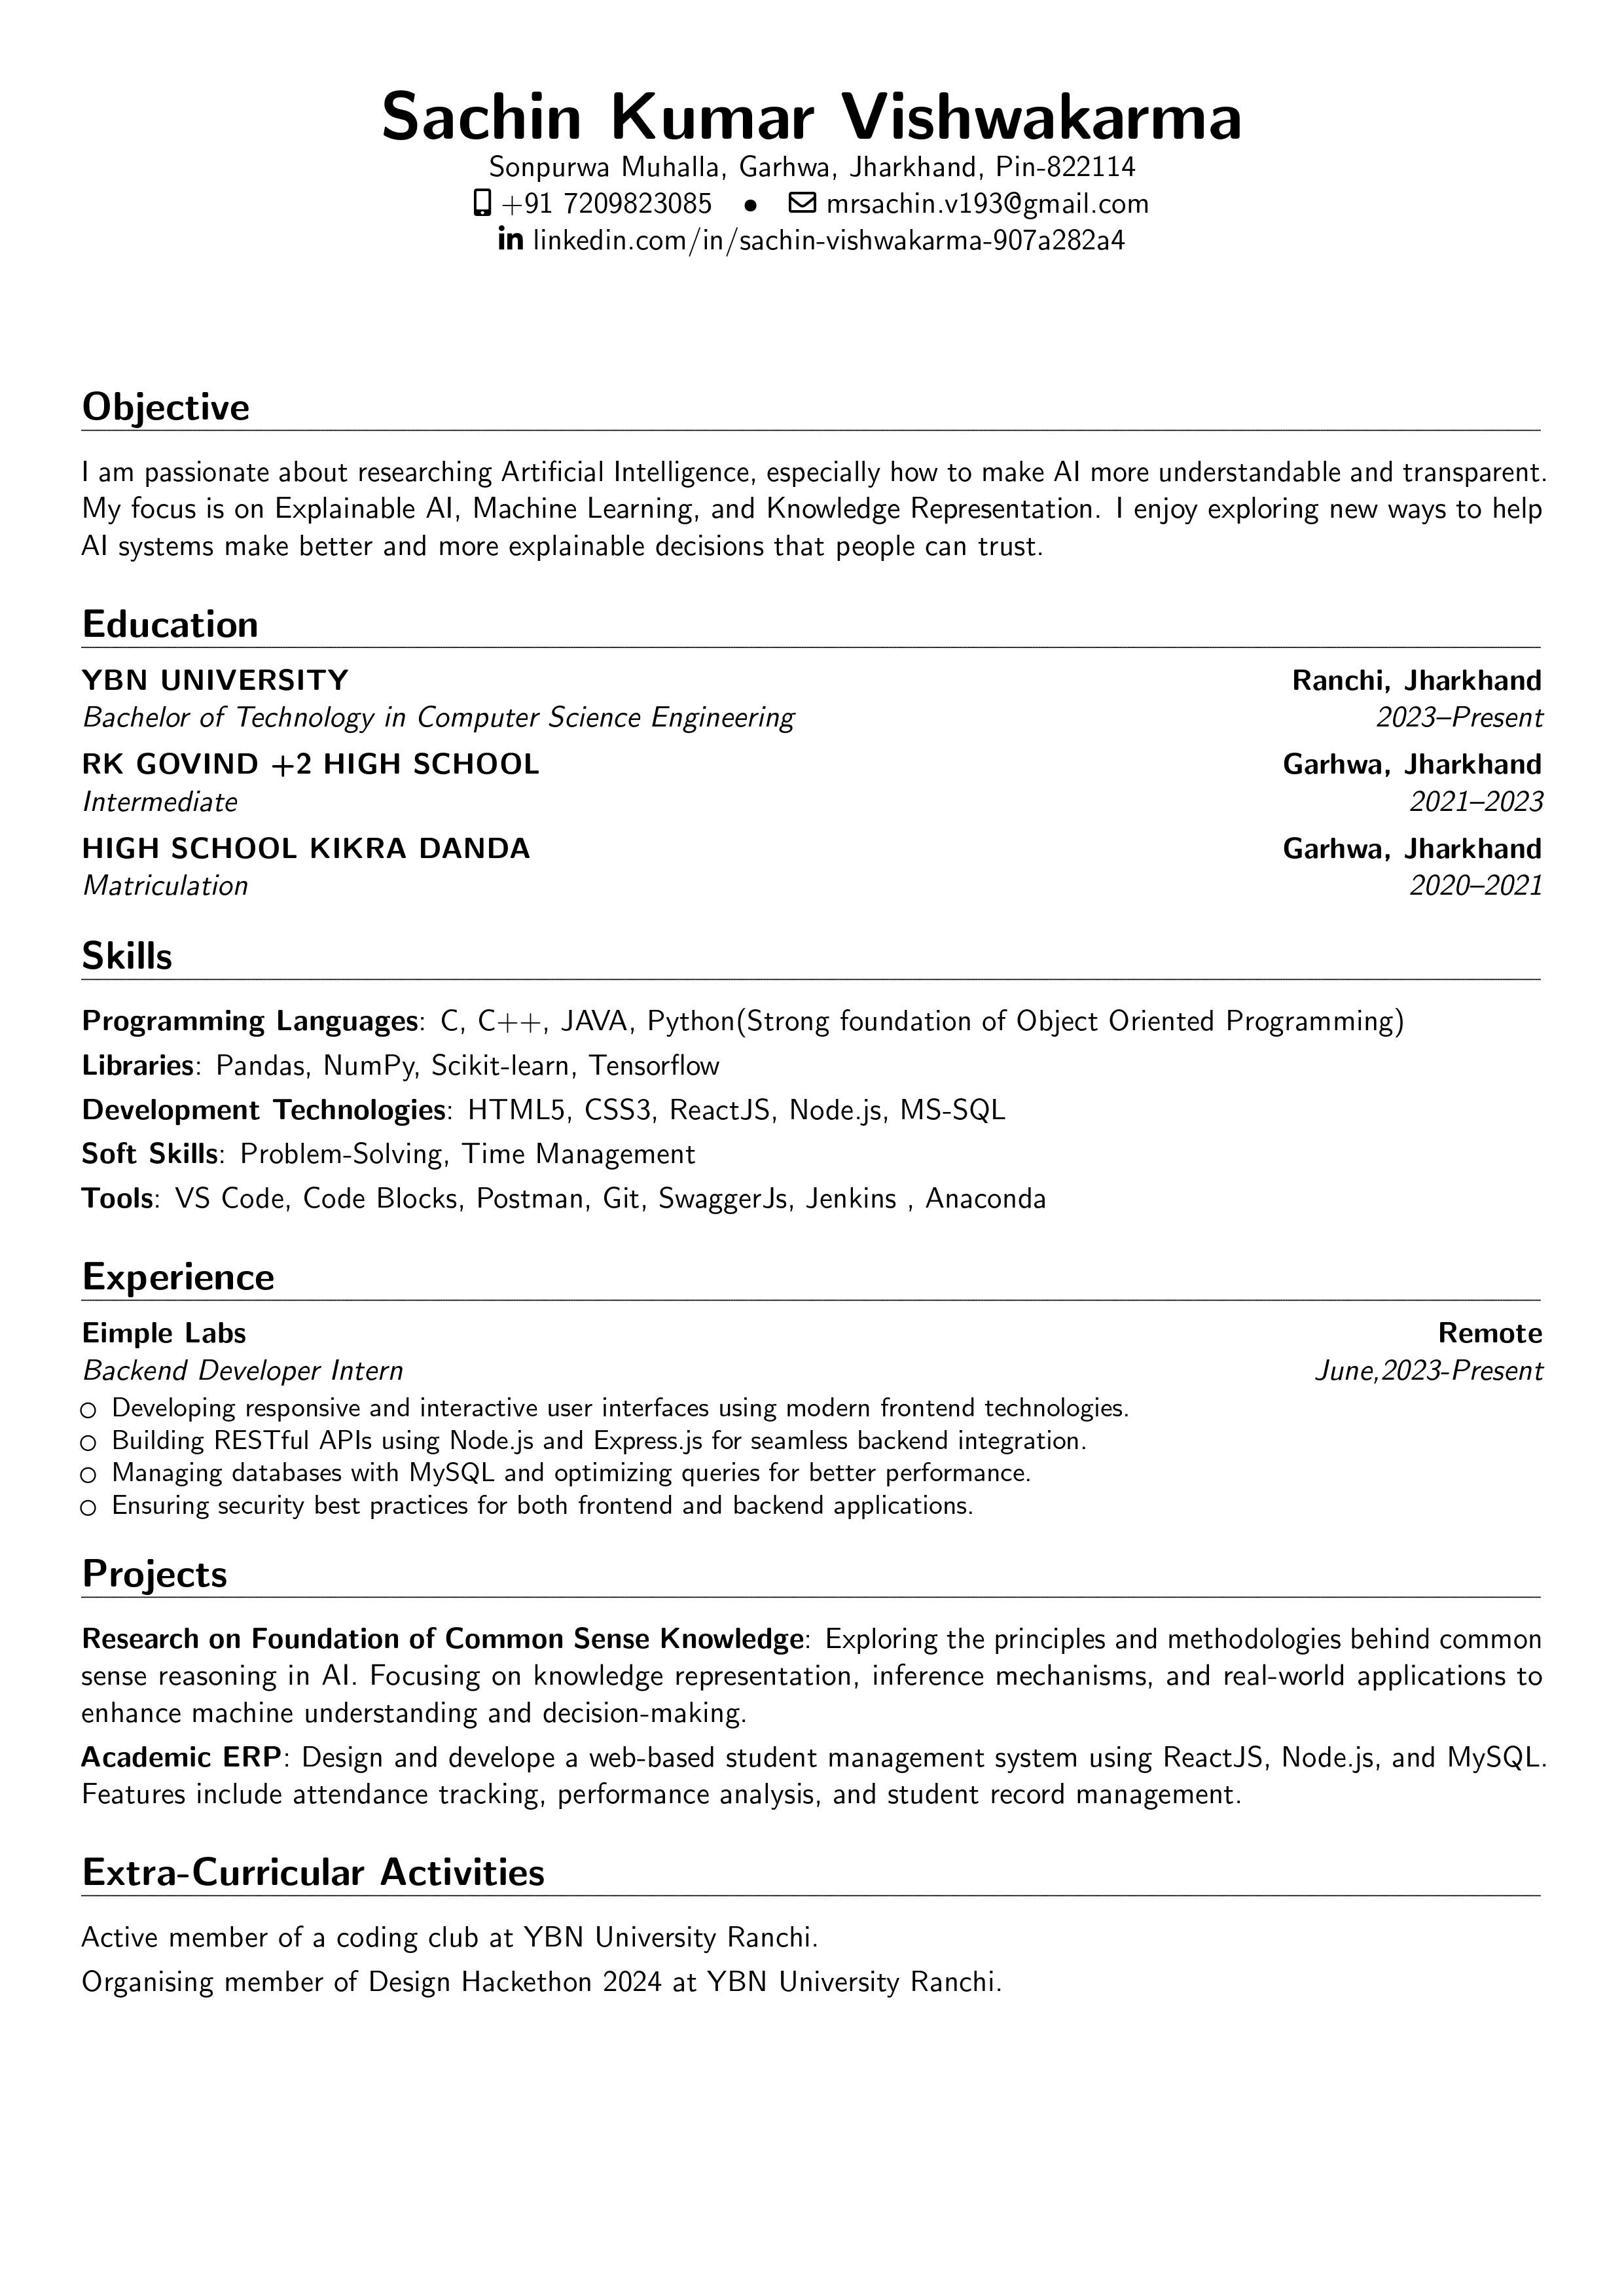 Sachin Kumar Vishwakarma
Sonpurwa Muhalla, Garhwa, Jharkhand, Pin-822114
+91 7209823085 • mrsachin.v193@gmail.com
in linkedin.com/in/sachin-vishwakarma-907a282a4
Objective
I am passionate about researching Artificial Intelligence, especially how to make AI more understandable and transparent.
My focus is on Explainable AI, Machine Learning, and Knowledge Representation. I enjoy exploring new ways to help
AI systems make better and more explainable decisions that people can trust.
Education
YBN UNIVERSITY Ranchi, Jharkhand
Bachelor of Technology in Computer Science Engineering 2023–Present
RK GOVIND +2 HIGH SCHOOL Garhwa, Jharkhand
Intermediate 2021–2023
HIGH SCHOOL KIKRA DANDA Garhwa, Jharkhand
Matriculation 2020–2021
Skills
Programming Languages: C, C++, JAVA, Python(Strong foundation of Object Oriented Programming)
Libraries: Pandas, NumPy, Scikit-learn, Tensorflow
Development Technologies: HTML5, CSS3, ReactJS, Node.js, MS-SQL
Soft Skills: Problem-Solving, Time Management
Tools: VS Code, Code Blocks, Postman, Git, SwaggerJs, Jenkins , Anaconda
Experience
Eimple Labs Remote
Backend Developer Intern June,2023-Present
○ Developing responsive and interactive user interfaces using modern frontend technologies.
○ Building RESTful APIs using Node.js and Express.js for seamless backend integration.
○ Managing databases with MySQL and optimizing queries for better performance.
○ Ensuring security best practices for both frontend and backend applications.
Projects
Research on Foundation of Common Sense Knowledge: Exploring the principles and methodologies behind common
sense reasoning in AI. Focusing on knowledge representation, inference mechanisms, and real-world applications to
enhance machine understanding and decision-making.
Academic ERP: Design and develope a web-based student management system using ReactJS, Node.js, and MySQL.
Features include attendance tracking, performance analysis, and student record management.
Extra-Curricular Activities
Active member of a coding club at YBN University Ranchi.
Organising member of Design Hackethon 2024 at YBN University Ranchi.